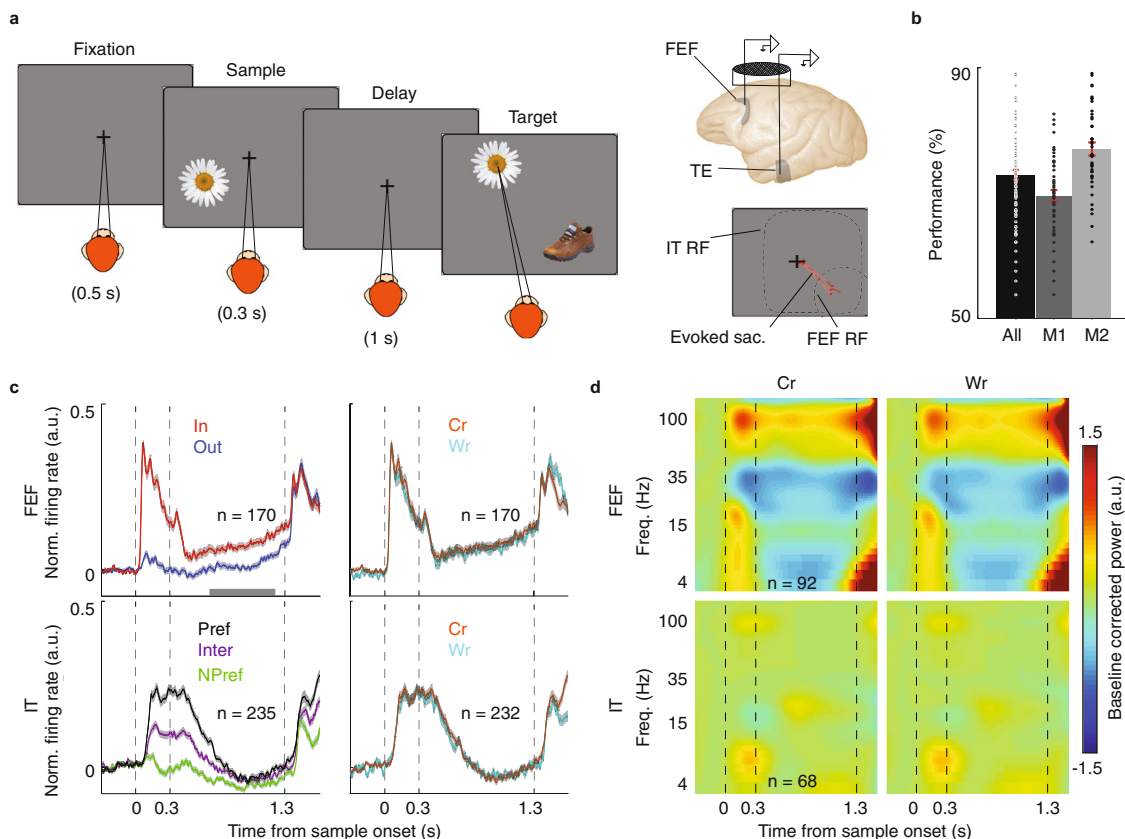 a
Fixation
Sample
Delay
Target
(0.5 s)
(0.3 s)
(1 s)
FEF
TE
IT RF
Evoked sac.
FEF RF
b
90
Performance (%)
50
All M1 M2
c
0.5
In
Out
Norm. firing rate (a.u.)
FEF
n = 170
0
Cr
Wr
n = 170
0.5
Pref
Inter
NPref
Norm. firing rate (a.u.)
IT
n = 235
0
Cr
Wr
n = 232
0 0.3 1.3
0 0.3 1.3
Time from sample onset (s)
d
Cr Wr
100
35
15
4
Freq. (Hz)
FEF
n = 92
100
35
15
4
Freq. (Hz)
IT
n = 68
0 0.3 1.3
0 0.3 1.3
Time from sample onset (s)
1.5
Baseline corrected power (a.u.)
-1.5